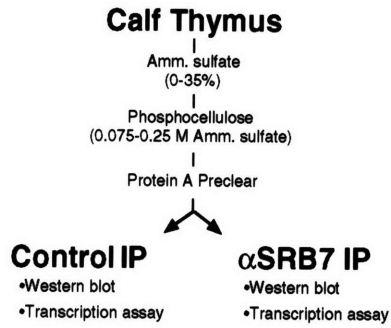 Calf Thymus
Amm. sulfate
(0-35%)
Phosphocellulose
(0.075-0.25 M Amm. sulfate)
Protein A Preclear
Control IP
•Western blot
•Transcription assay
αSRB7 IP
•Western blot
•Transcription assay